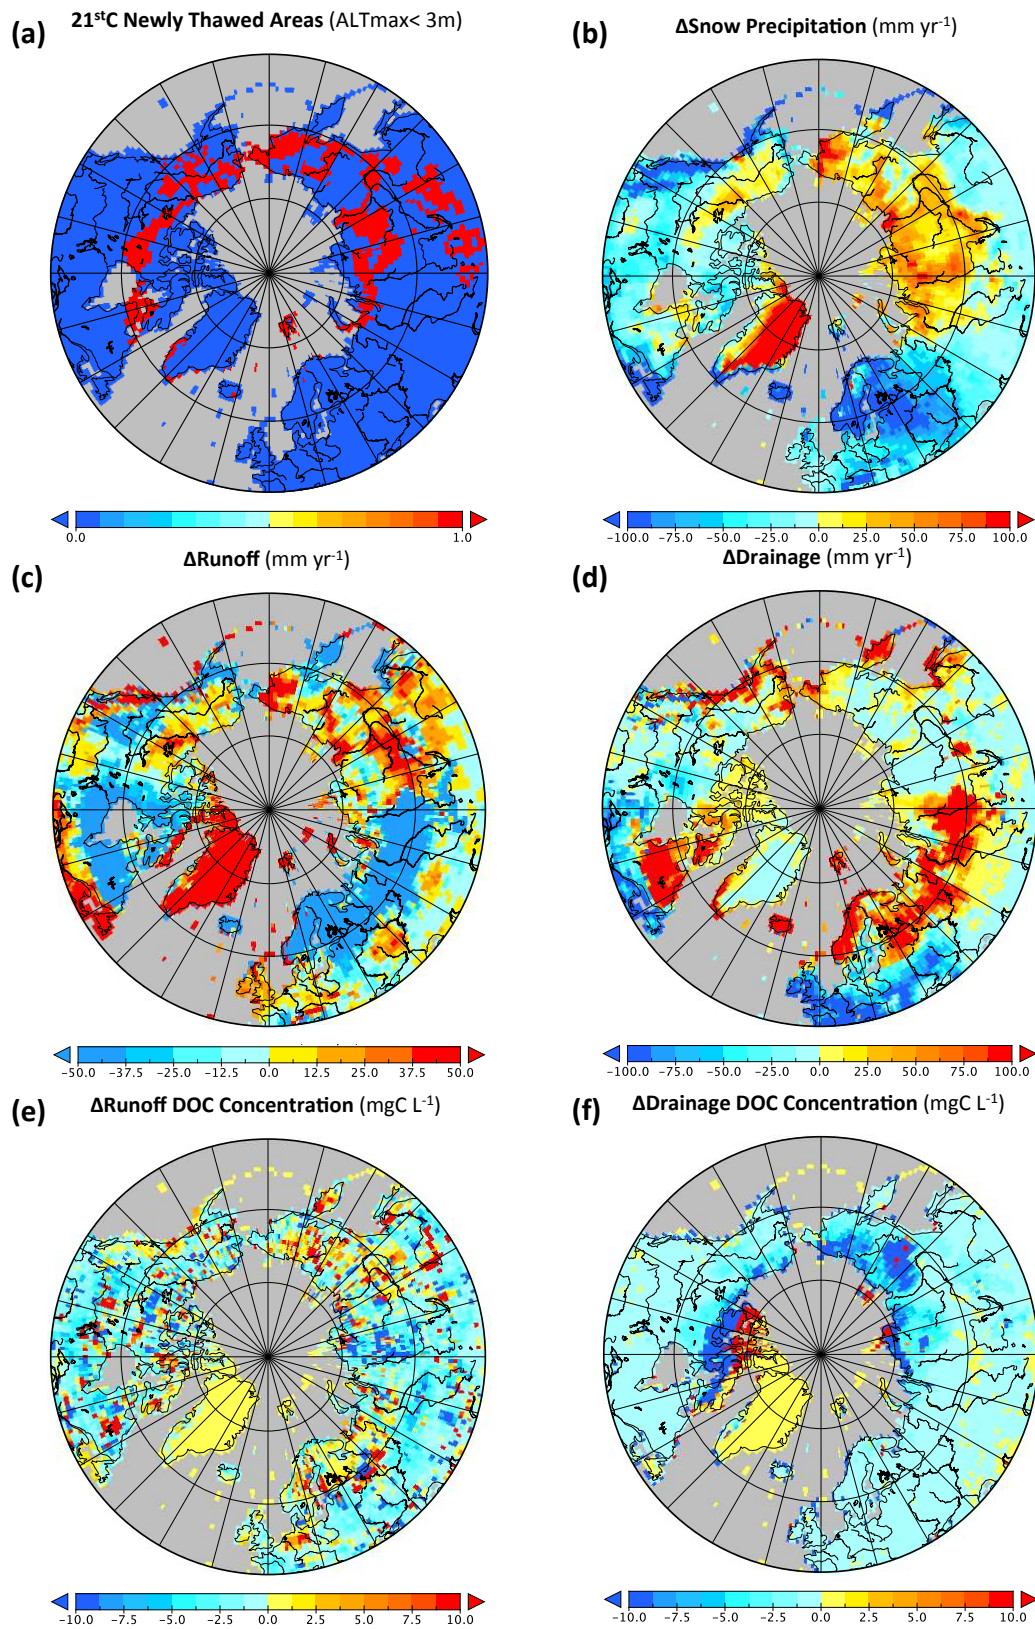 (a) 21stC Newly Thawed Areas (ALTmax< 3m)
(b) ΔSnow Precipitation (mm yr-1)
0.0 1.0
−100.0 −75.0 −50.0 −25.0 0.0 25.0 50.0 75.0 100.0
(c) ΔRunoff (mm yr-1)
(d) ΔDrainage (mm yr-1)
−50.0 −37.5 −25.0 −12.5 0.0 12.5 25.0 37.5 50.0
−100.0 −75.0 −50.0 −25.0 0.0 25.0 50.0 75.0 100.0
(e) ΔRunoff DOC Concentration (mgC L-1)
(f) ΔDrainage DOC Concentration (mgC L-1)
−10.0 −7.5 −5.0 −2.5 0.0 2.5 5.0 7.5 10.0
−10.0 −7.5 −5.0 −2.5 0.0 2.5 5.0 7.5 10.0